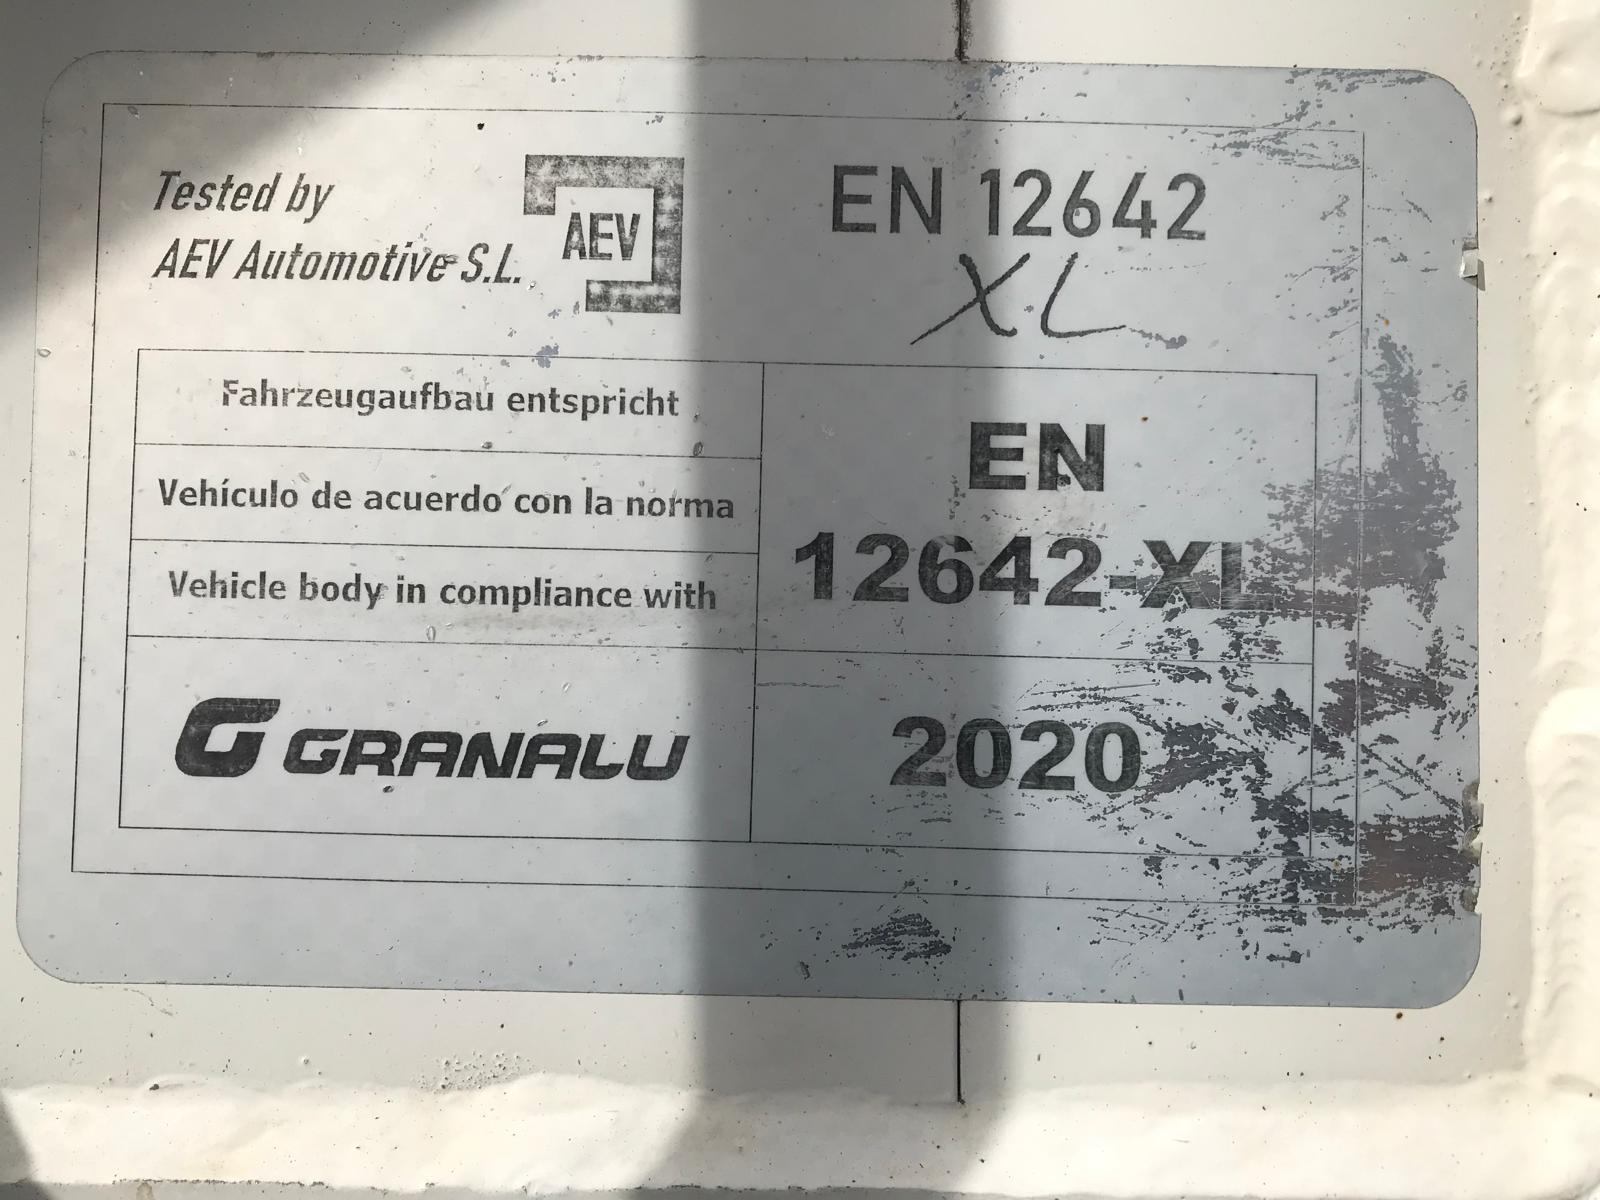 Tested by
AEV Automotive S.L.
AEV
EN 12642
XL
Fahrzeugaufbau entspricht
Vehículo de acuerdo con la norma
Vehicle body in compliance with
EN
12642-XL
G GRANALU
2020